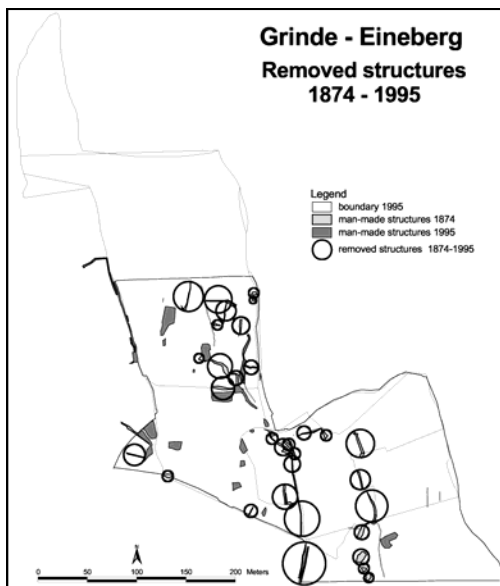 Grinde - Eineberg
Removed structures
1874 - 1995
Legend
boundary 1995
man-made structures 1874
man-made structures 1995
removed structures 1874-1995
N
0 50 100 150 200 Meters